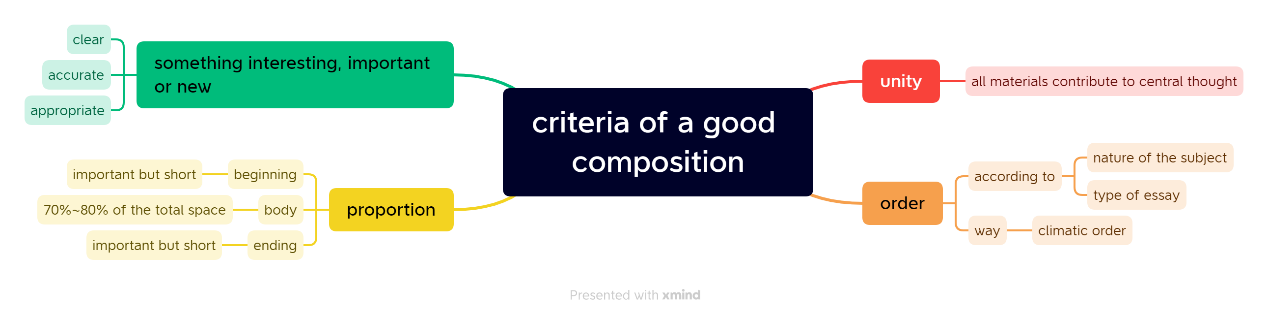 criteria of a good
composition
unity
all materials contribute to central thought
order
according to
nature of the subject
type of essay
way
climatic order
something interesting, important
or new
clear
accurate
appropriate
proportion
beginning
important but short
body
70%~80% of the total space
ending
important but short
Presented with xmind